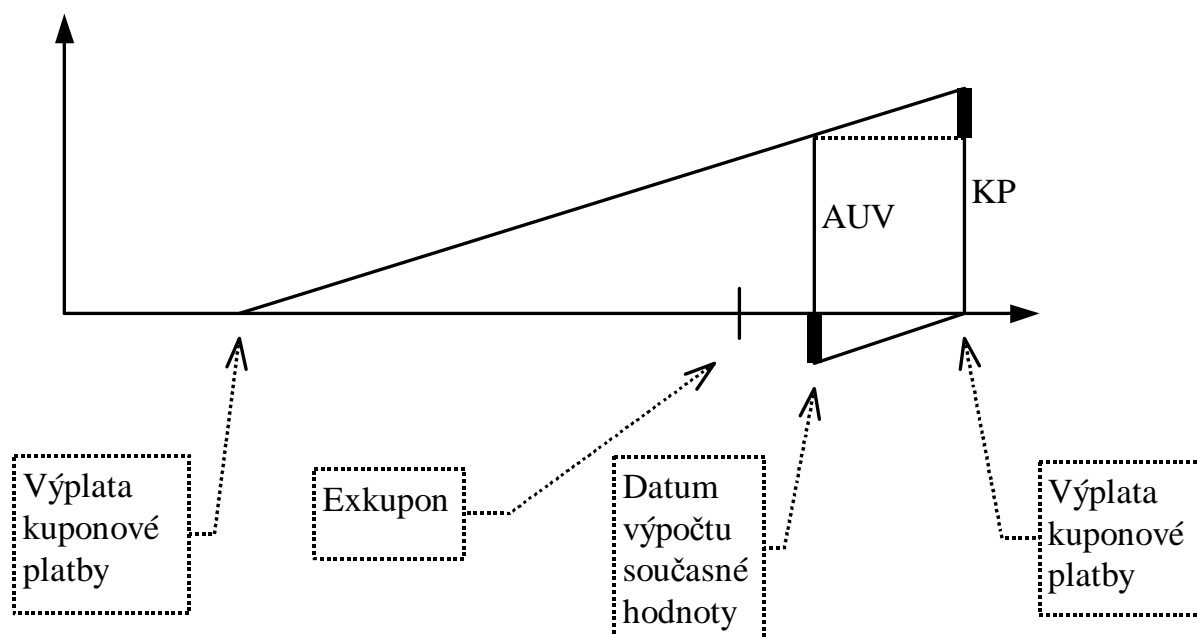 KP
AUV
Výplata
kuponové
platby
Exkupon
Datum
výpočtu
současné
hodnoty
Výplata
kuponové
platby